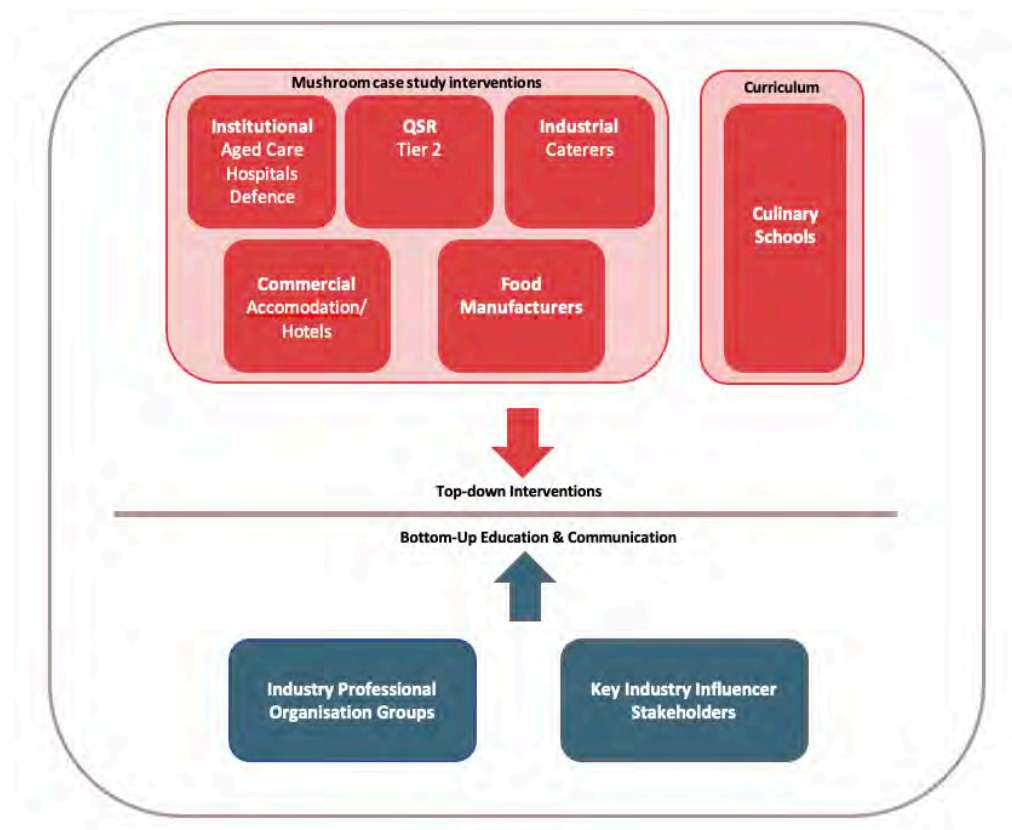 Mushroom case study interventions
Institutional
Aged Care
Hospitals
Defence
QSR
Tier 2
Industrial
Caterers
Commercial
Accomodation/
Hotels
Food
Manufacturers
Curriculum
Culinary
Schools
Top-down Interventions
Bottom-Up Education & Communication
Industry Professional
Organisation Groups
Key Industry Influencer
Stakeholders